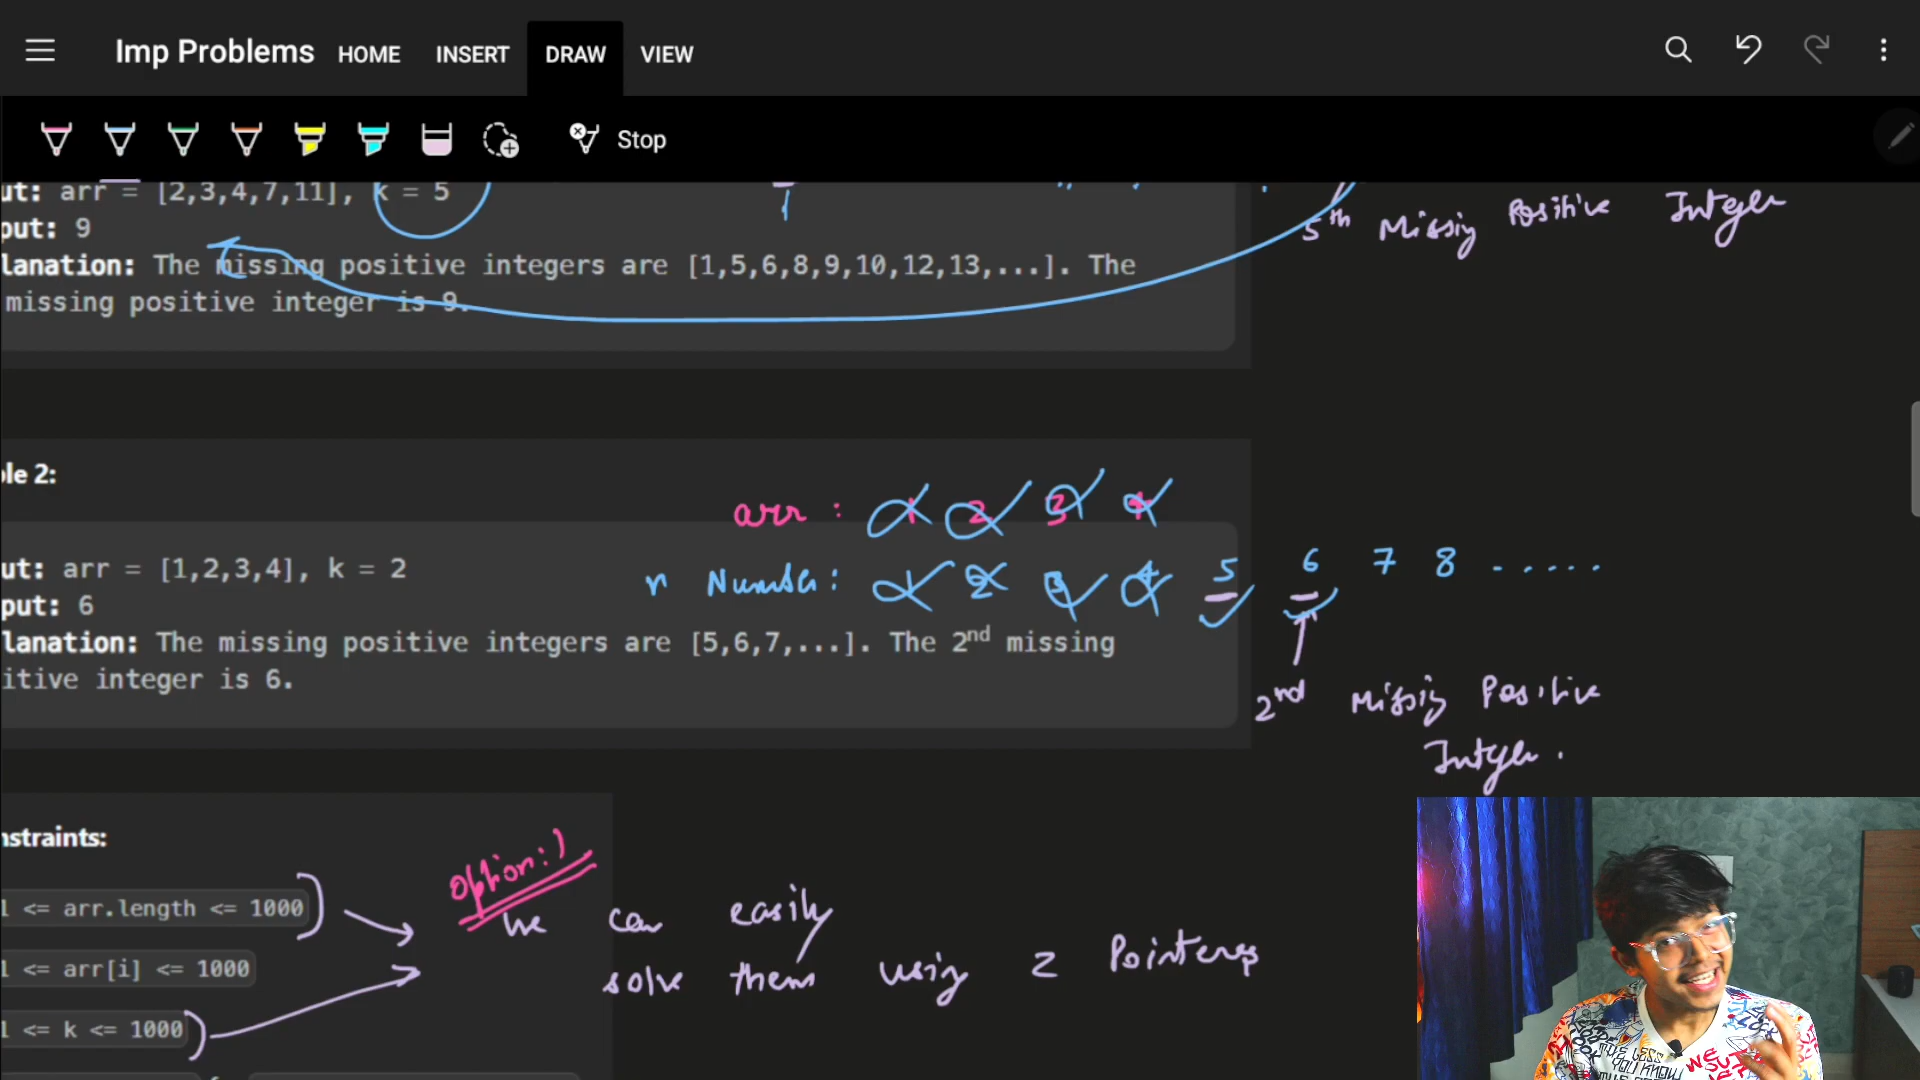 Imp Problems HOME INSERT DRAW VIEW
Stop
ut: arr = [2,3,4,7,11], k = 5
put: 9
lanation: The missing positive integers are [1,5,6,8,9,10,12,13,...]. The
missing positive integer is 9.
5th Missing Positive Integer
le 2:
arr : 1 2 3 4
ut: arr = [1,2,3,4], k = 2
r Number: 1 2 3 4 5 6 7 8 .....
put: 6
lanation: The missing positive integers are [5,6,7,...]. The 2nd missing
itive integer is 6.
2nd Missing Positive
Integer.
nstraints:
option:1
1 <= arr.length <= 1000
we can easily
1 <= arr[i] <= 1000
solve them using 2 Pointers
1 <= k <= 1000